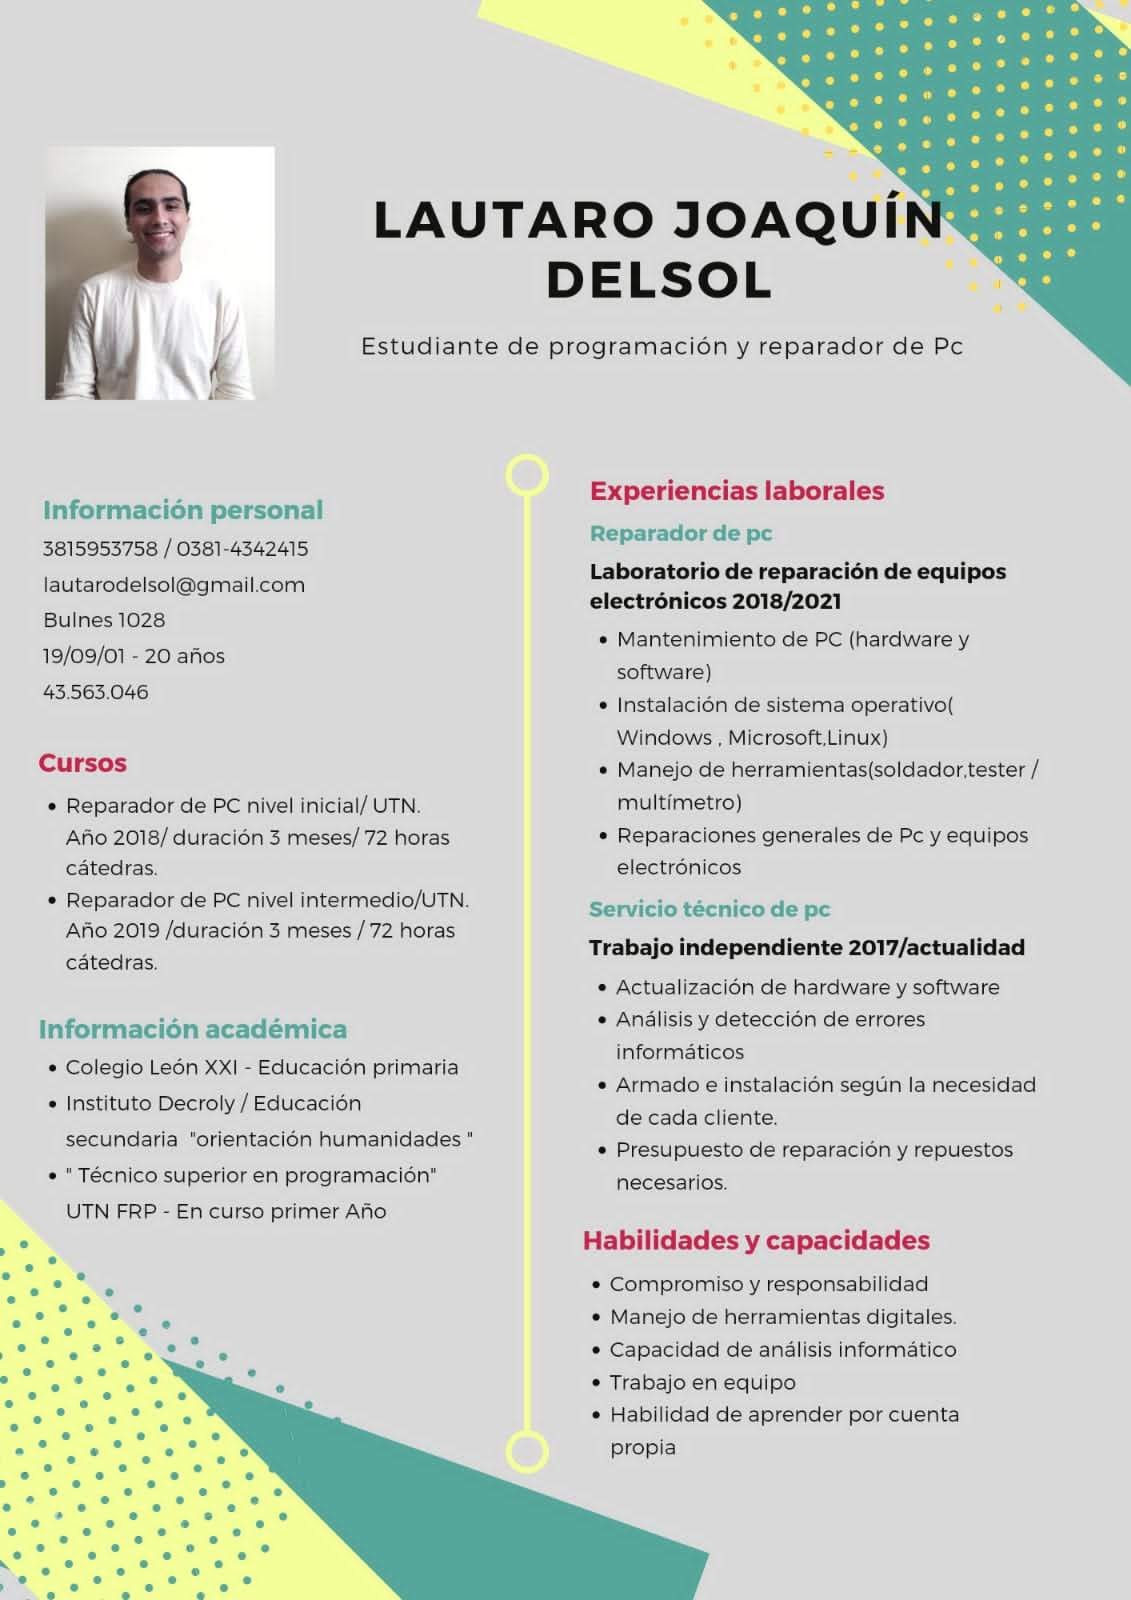 LAUTARO JOAQUÍN
DELSOL
Estudiante de programación y reparador de Pc
Información personal
3815953758 / 0381-4342415
lautarodelsol@gmail.com
Bulnes 1028
19/09/01 - 20 años
43.563.046
Cursos
• Reparador de PC nivel inicial/ UTN.
Año 2018/ duración 3 meses/ 72 horas
cátedras.
• Reparador de PC nivel intermedio/UTN.
Año 2019 /duración 3 meses / 72 horas
cátedras.
Información académica
• Colegio León XXI - Educación primaria
• Instituto Decroly / Educación
secundaria "orientación humanidades "
• " Técnico superior en programación"
UTN FRP - En curso primer Año
Experiencias laborales
Reparador de pc
Laboratorio de reparación de equipos
electrónicos 2018/2021
• Mantenimiento de PC (hardware y
software)
• Instalación de sistema operativo(
Windows , Microsoft,Linux)
• Manejo de herramientas(soldador,tester /
multímetro)
• Reparaciones generales de Pc y equipos
electrónicos
Servicio técnico de pc
Trabajo independiente 2017/actualidad
• Actualización de hardware y software
• Análisis y detección de errores
informáticos
• Armado e instalación según la necesidad
de cada cliente.
• Presupuesto de reparación y repuestos
necesarios.
Habilidades y capacidades
• Compromiso y responsabilidad
• Manejo de herramientas digitales.
• Capacidad de análisis informático
• Trabajo en equipo
• Habilidad de aprender por cuenta
propia